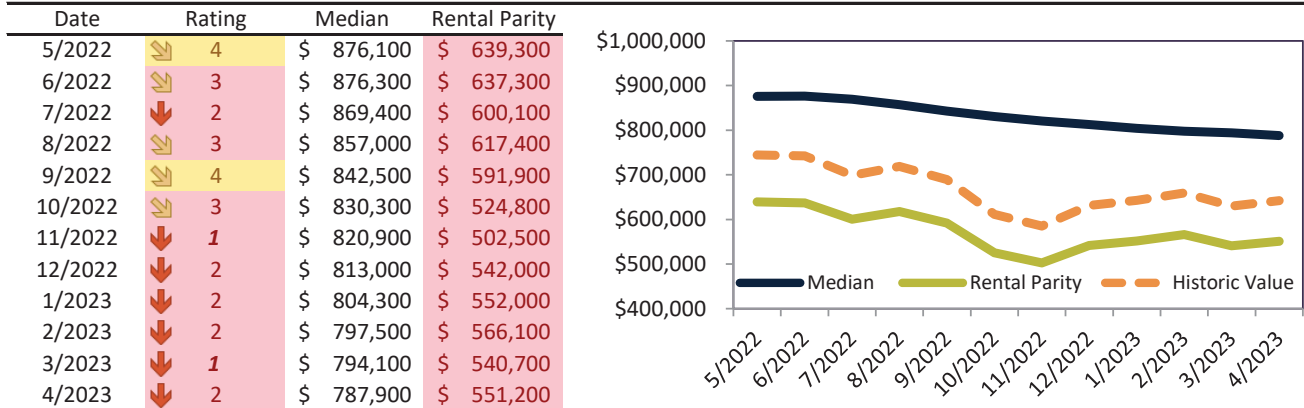 Date Rating Median Rental Parity
5/2022 4 $ 876,100 $ 639,300
6/2022 3 $ 876,300 $ 637,300
7/2022 2 $ 869,400 $ 600,100
8/2022 3 $ 857,000 $ 617,400
9/2022 4 $ 842,500 $ 591,900
10/2022 3 $ 830,300 $ 524,800
11/2022 1 $ 820,900 $ 502,500
12/2022 2 $ 813,000 $ 542,000
1/2023 2 $ 804,300 $ 552,000
2/2023 2 $ 797,500 $ 566,100
3/2023 1 $ 794,100 $ 540,700
4/2023 2 $ 787,900 $ 551,200
$1,000,000
$900,000
$800,000
$700,000
$600,000
$500,000
$400,000
Median Rental Parity Historic Value
5/2022 6/2022 7/2022 8/2022 9/2022 10/2022 11/2022 12/2022 1/2023 2/2023 3/2023 4/2023